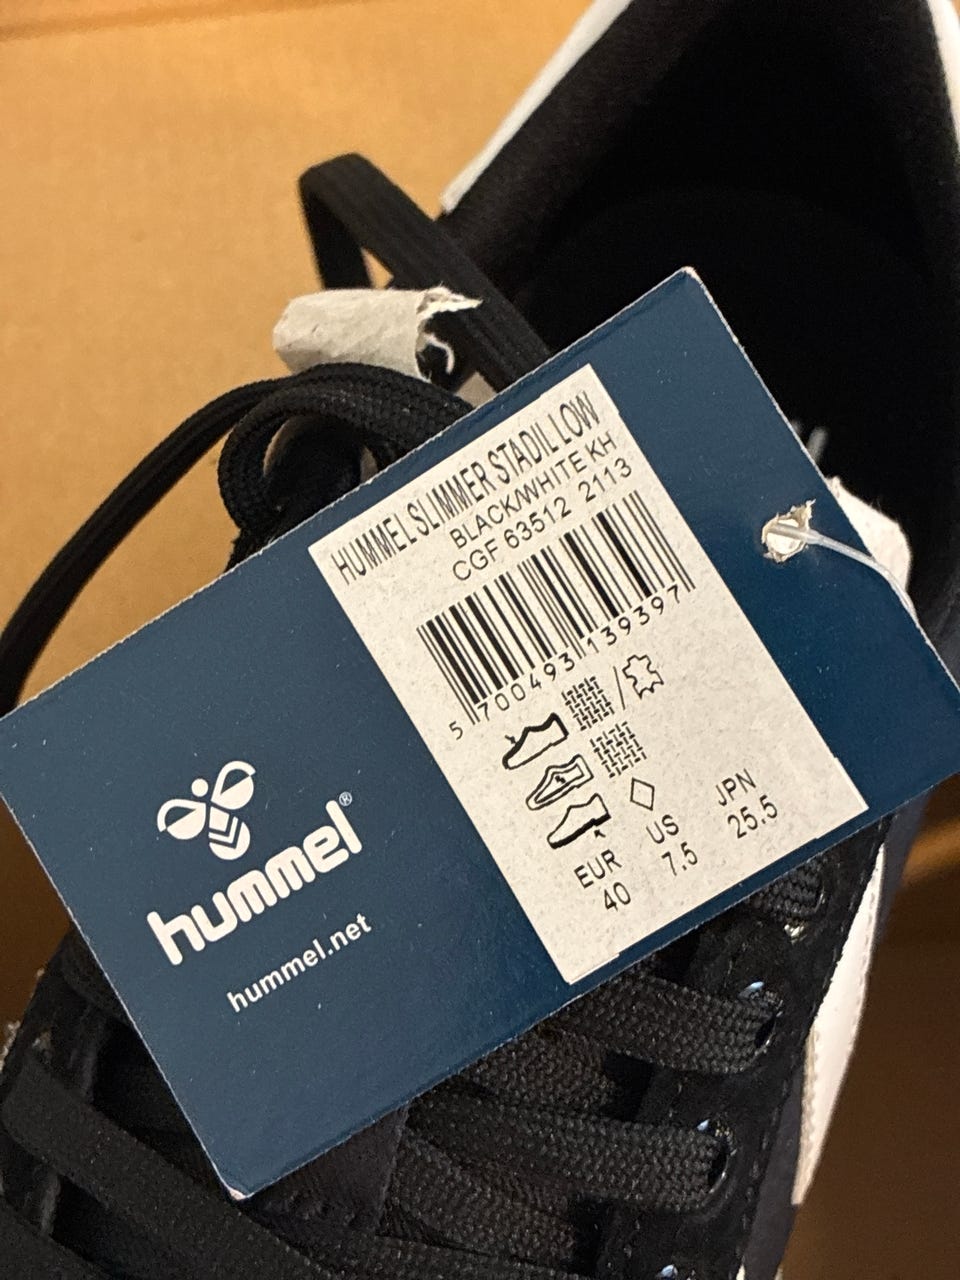 HUMMEL SLIMMER STADIL LOW
BLACK/WHITE KH
CGF 63512 2113
5 700493 139397
EUR US JPN
40 7.5 25.5
hummel®
hummel.net